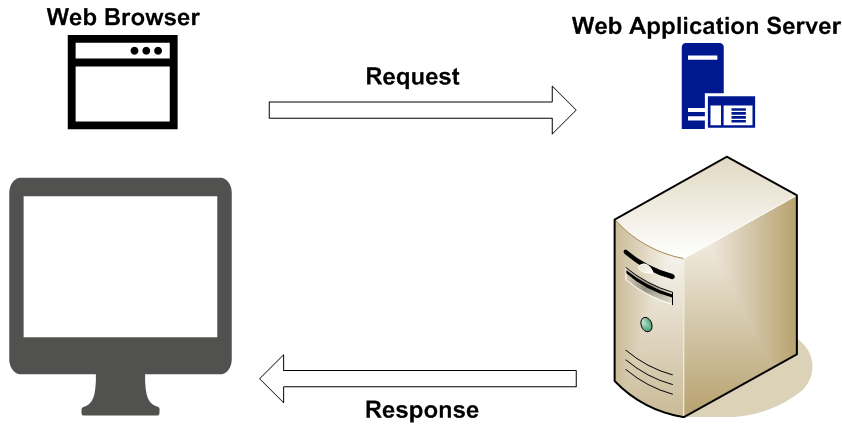 Web Browser
Web Application Server
Request
Response